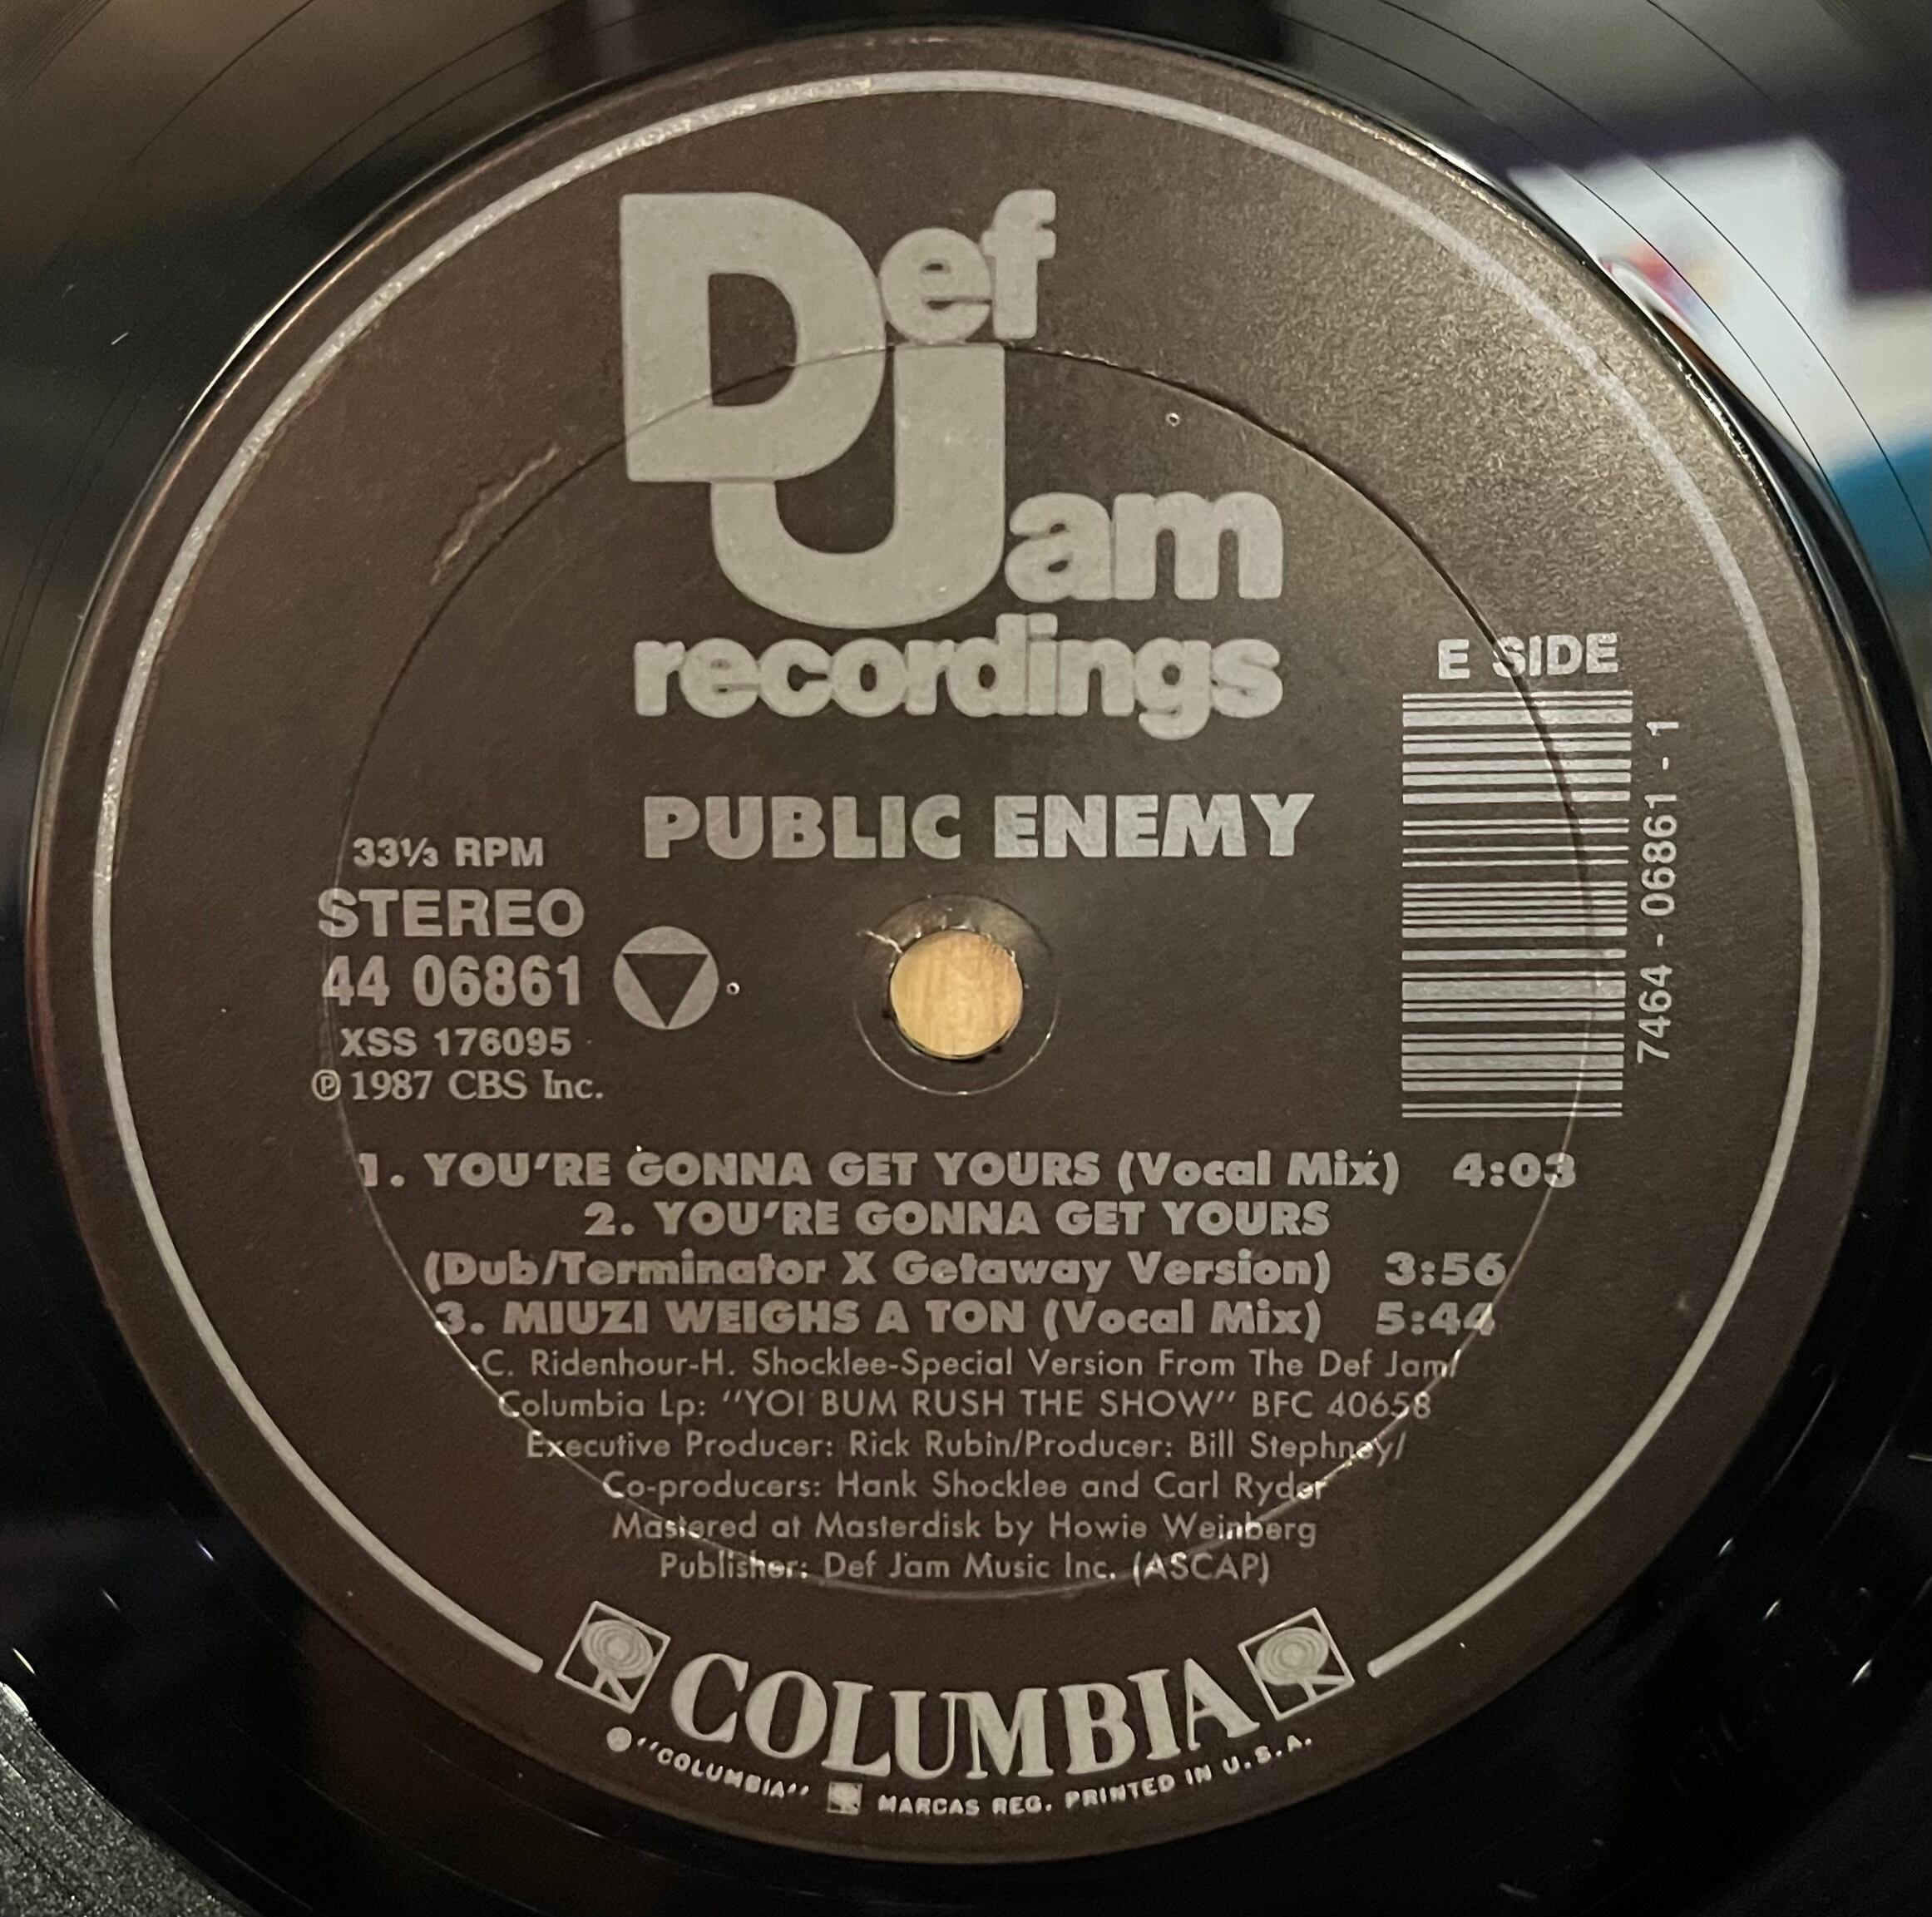 Def
Jam
recordings
E SIDE
7464 - 06861 - 1
PUBLIC ENEMY
33⅓ RPM
STEREO
44 06861
XSS 176095
℗ 1987 CBS Inc.
1. YOU'RE GONNA GET YOURS (Vocal Mix) 4:03
2. YOU'RE GONNA GET YOURS
(Dub/Terminator X Getaway Version) 3:56
3. MIUZI WEIGHS A TON (Vocal Mix) 5:44
-C. Ridenhour-H. Shocklee-Special Version From The Def Jam/
Columbia Lp: "YO! BUM RUSH THE SHOW" BFC 40658
Executive Producer: Rick Rubin/Producer: Bill Stephney/
Co-producers: Hank Shocklee and Carl Ryder
Mastered at Masterdisk by Howie Weinberg
Publisher: Def Jam Music Inc. (ASCAP)
COLUMBIA
"COLUMBIA" MARCAS REG. PRINTED IN U.S.A.